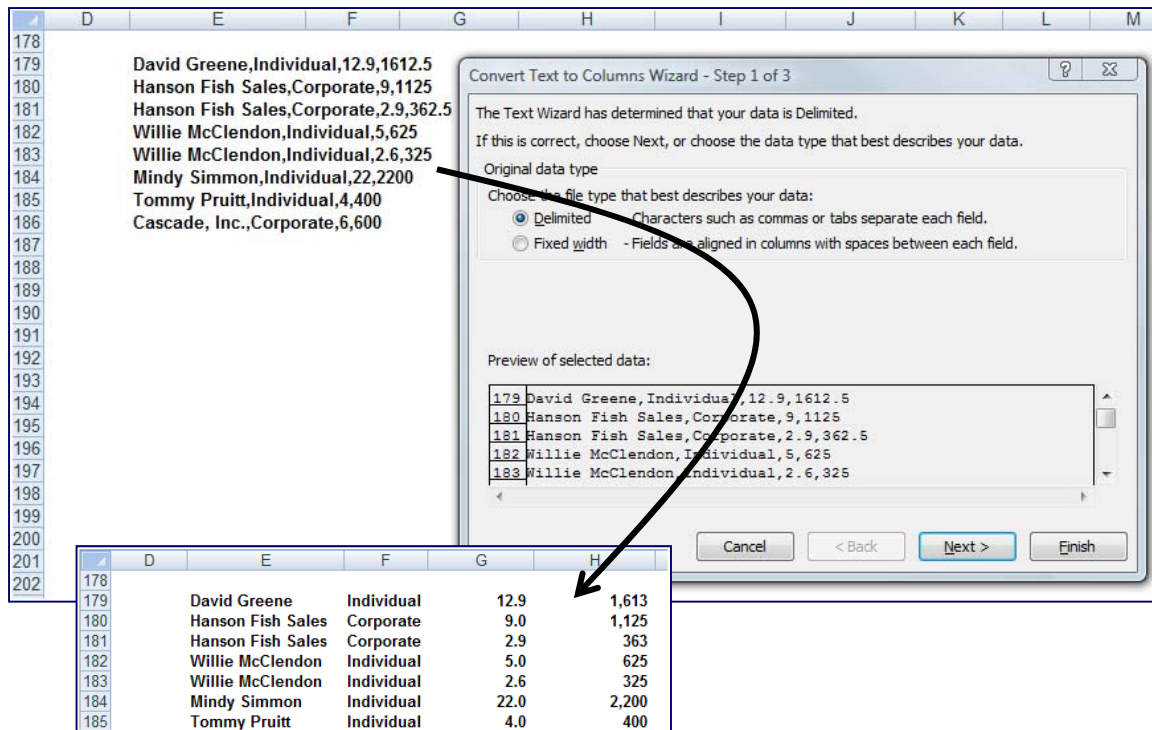 D E F G H I J K L M
178
179 David Greene,Individual,12.9,1612.5
180 Hanson Fish Sales,Corporate,9,1125
181 Hanson Fish Sales,Corporate,2.9,362.5
182 Willie McClendon,Individual,5,625
183 Willie McClendon,Individual,2.6,325
184 Mindy Simmon,Individual,22,2200
185 Tommy Pruitt,Individual,4,400
186 Cascade, Inc.,Corporate,6,600
187
188
189
190
191
192
193
194
195
196
197
198
199
200
201
202
Convert Text to Columns Wizard - Step 1 of 3
The Text Wizard has determined that your data is Delimited.
If this is correct, choose Next, or choose the data type that best describes your data.
Original data type
Choose the file type that best describes your data:
Delimited - Characters such as commas or tabs separate each field.
Fixed width - Fields are aligned in columns with spaces between each field.
Preview of selected data:
179 David Greene,Individual,12.9,1612.5
180 Hanson Fish Sales,Corporate,9,1125
181 Hanson Fish Sales,Corporate,2.9,362.5
182 Willie McClendon,Individual,5,625
183 Willie McClendon,Individual,2.6,325
Cancel < Back Next > Finish
D E F G H
178
179 David Greene Individual 12.9 1,613
180 Hanson Fish Sales Corporate 9.0 1,125
181 Hanson Fish Sales Corporate 2.9 363
182 Willie McClendon Individual 5.0 625
183 Willie McClendon Individual 2.6 325
184 Mindy Simmon Individual 22.0 2,200
185 Tommy Pruitt Individual 4.0 400